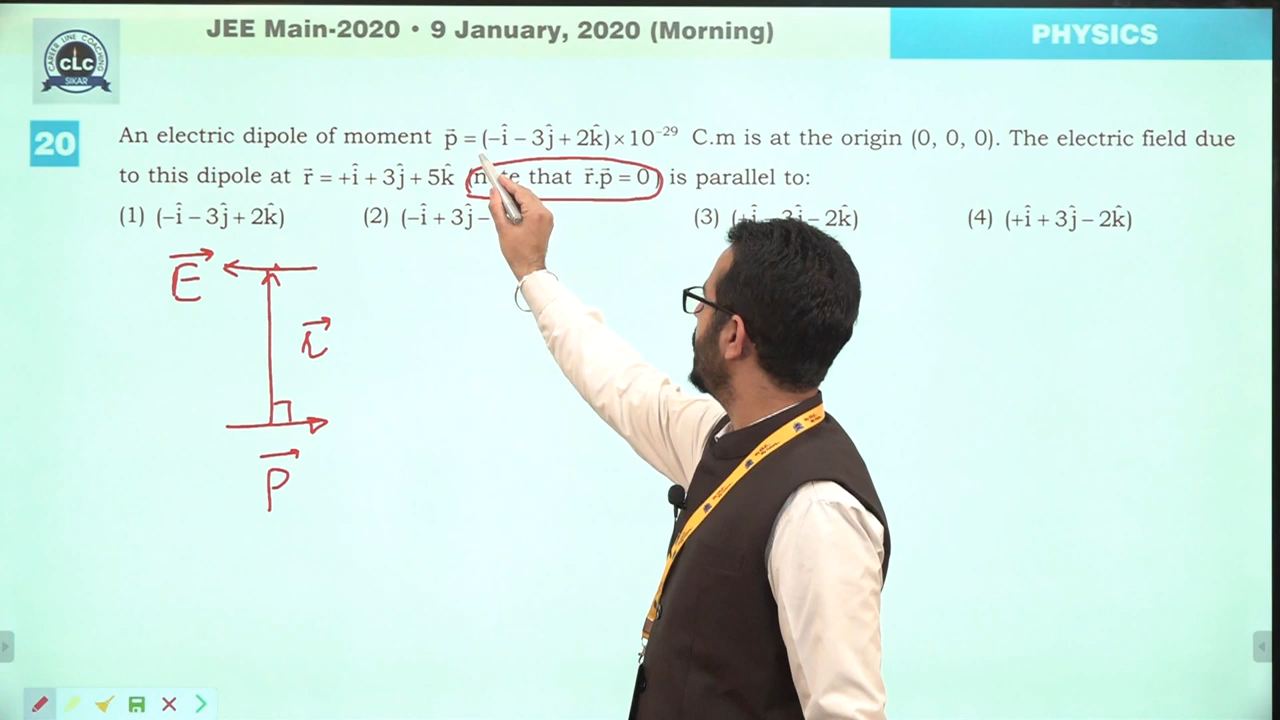 JEE Main-2020 • 9 January, 2020 (Morning)
PHYSICS
CAREER LINE COACHING
CLC
SIKAR
20
An electric dipole of moment p⃗ = (−î − 3ĵ + 2k̂) × 10⁻²⁹ C.m is at the origin (0, 0, 0). The electric field due
to this dipole at r⃗ = +î + 3ĵ + 5k̂ (note that r⃗.p⃗ = 0) is parallel to:
(1) (−î − 3ĵ + 2k̂) (2) (−î + 3ĵ − (3) (+î − 3ĵ − 2k̂) (4) (+î + 3ĵ − 2k̂)
E⃗
r⃗
P⃗